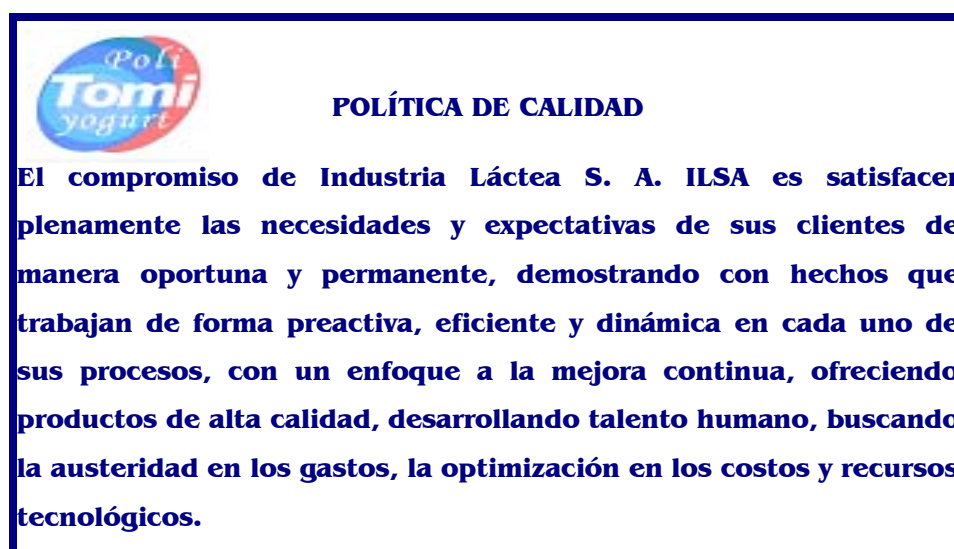 Poli
Tomi
yogurt
POLÍTICA DE CALIDAD
El compromiso de Industria Láctea S. A. ILSA es satisfacer
plenamente las necesidades y expectativas de sus clientes de
manera oportuna y permanente, demostrando con hechos que
trabajan de forma preactiva, eficiente y dinámica en cada uno de
sus procesos, con un enfoque a la mejora continua, ofreciendo
productos de alta calidad, desarrollando talento humano, buscando
la austeridad en los gastos, la optimización en los costos y recursos
tecnológicos.